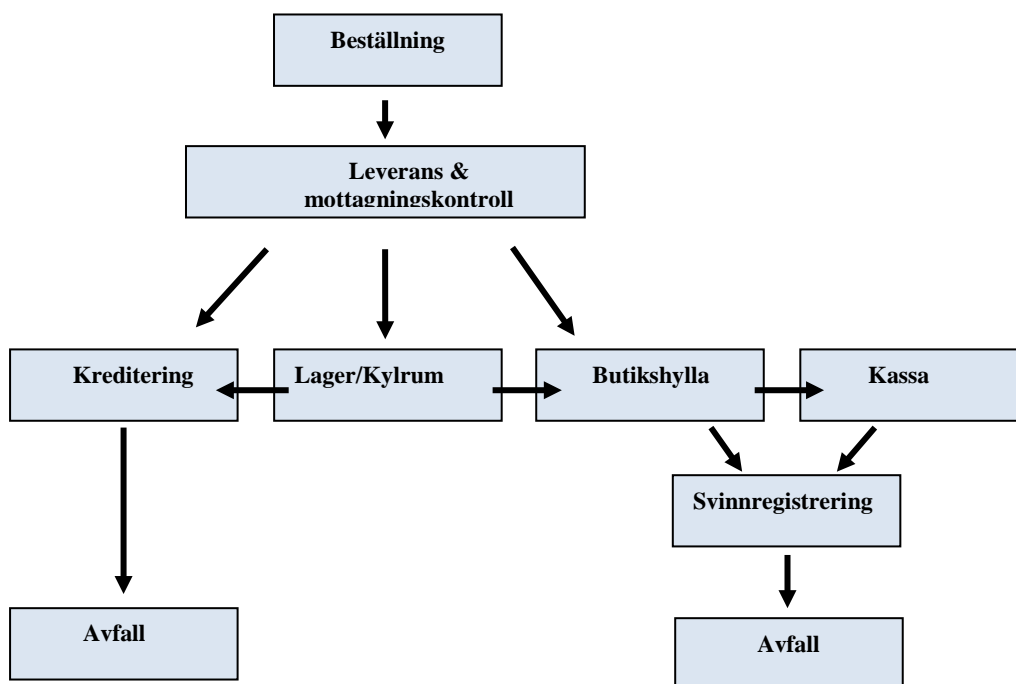 Beställning
Leverans &
mottagningskontroll
Kreditering
Lager/Kylrum
Butikshylla
Kassa
Svinnregistrering
Avfall
Avfall